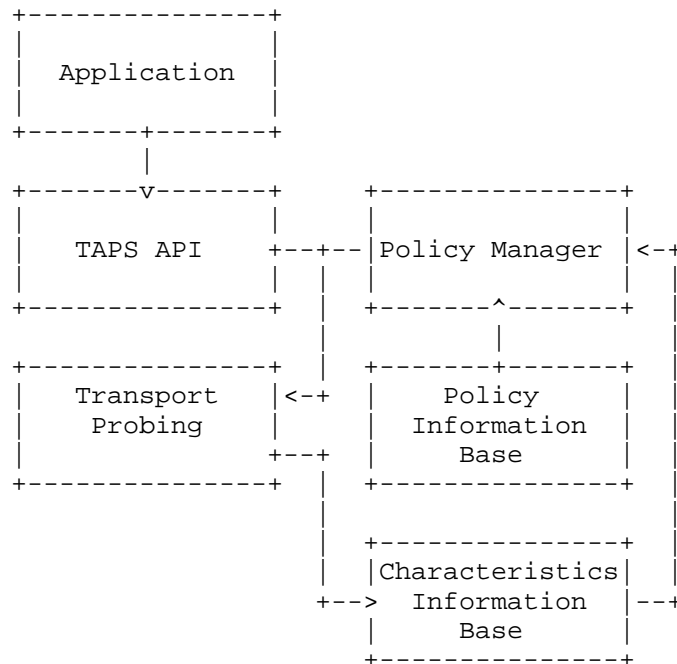 Application
TAPS API
Policy Manager
Transport
Probing
Policy
Information
Base
Characteristics
Information
Base